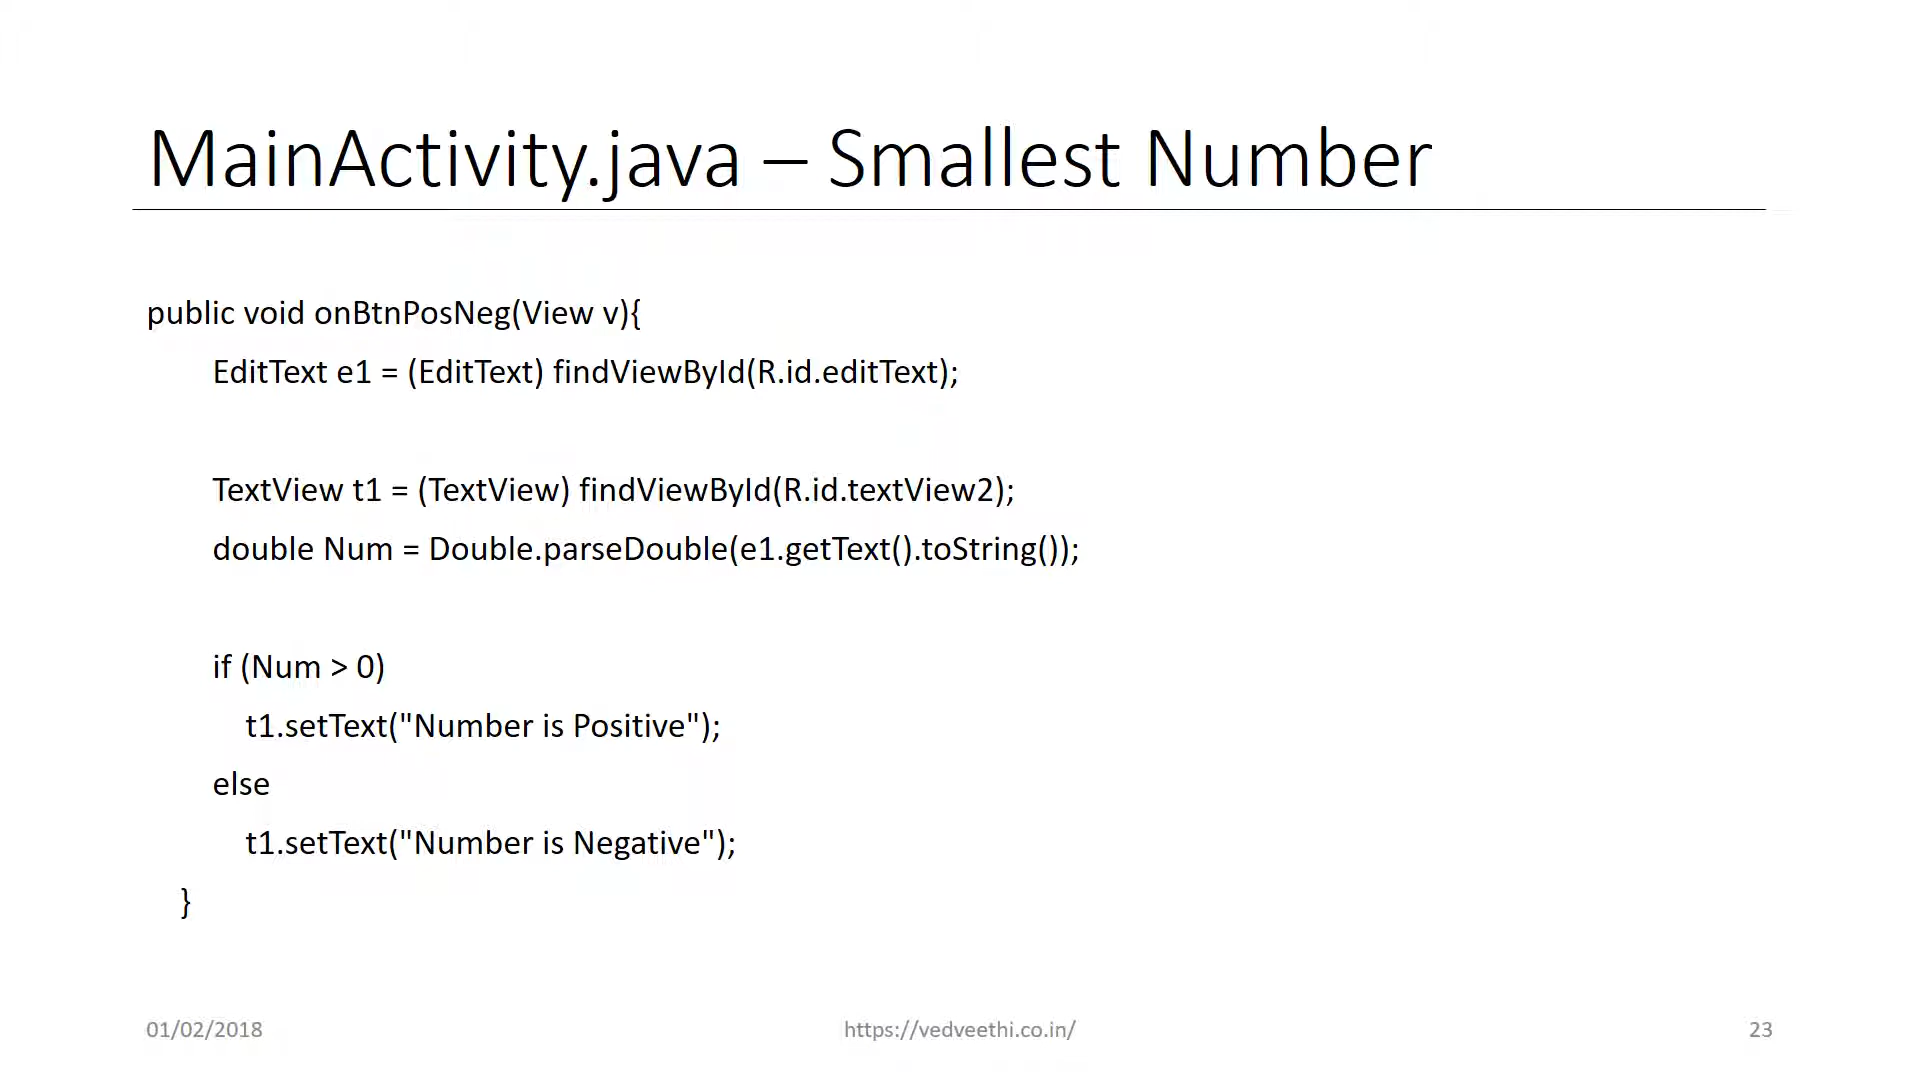 MainActivity.java – Smallest Number
public void onBtnPosNeg(View v){
EditText e1 = (EditText) findViewById(R.id.editText);
TextView t1 = (TextView) findViewById(R.id.textView2);
double Num = Double.parseDouble(e1.getText().toString());
if (Num > 0)
t1.setText("Number is Positive");
else
t1.setText("Number is Negative");
}
01/02/2018
https://vedveethi.co.in/
23